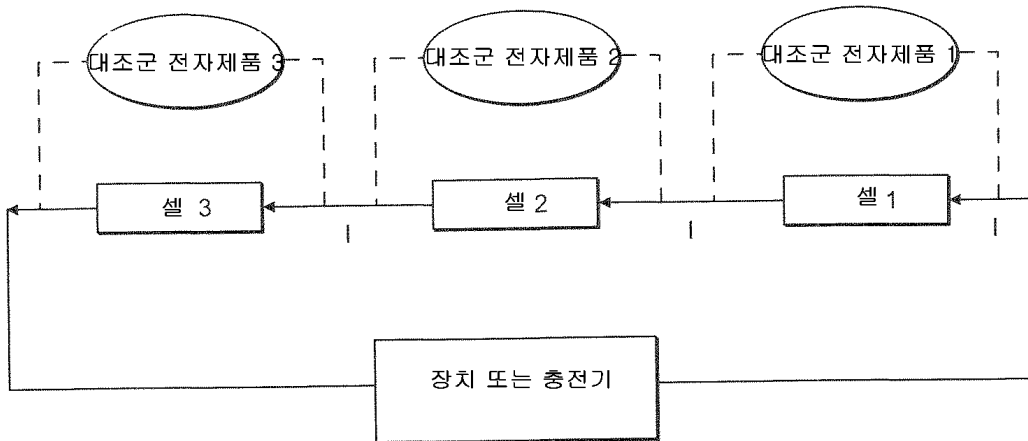 대조군 전자제품 3
대조군 전자제품 2
대조군 전자제품 1
셀 3
셀 2
셀 1
I
I
I
장치 또는 충전기